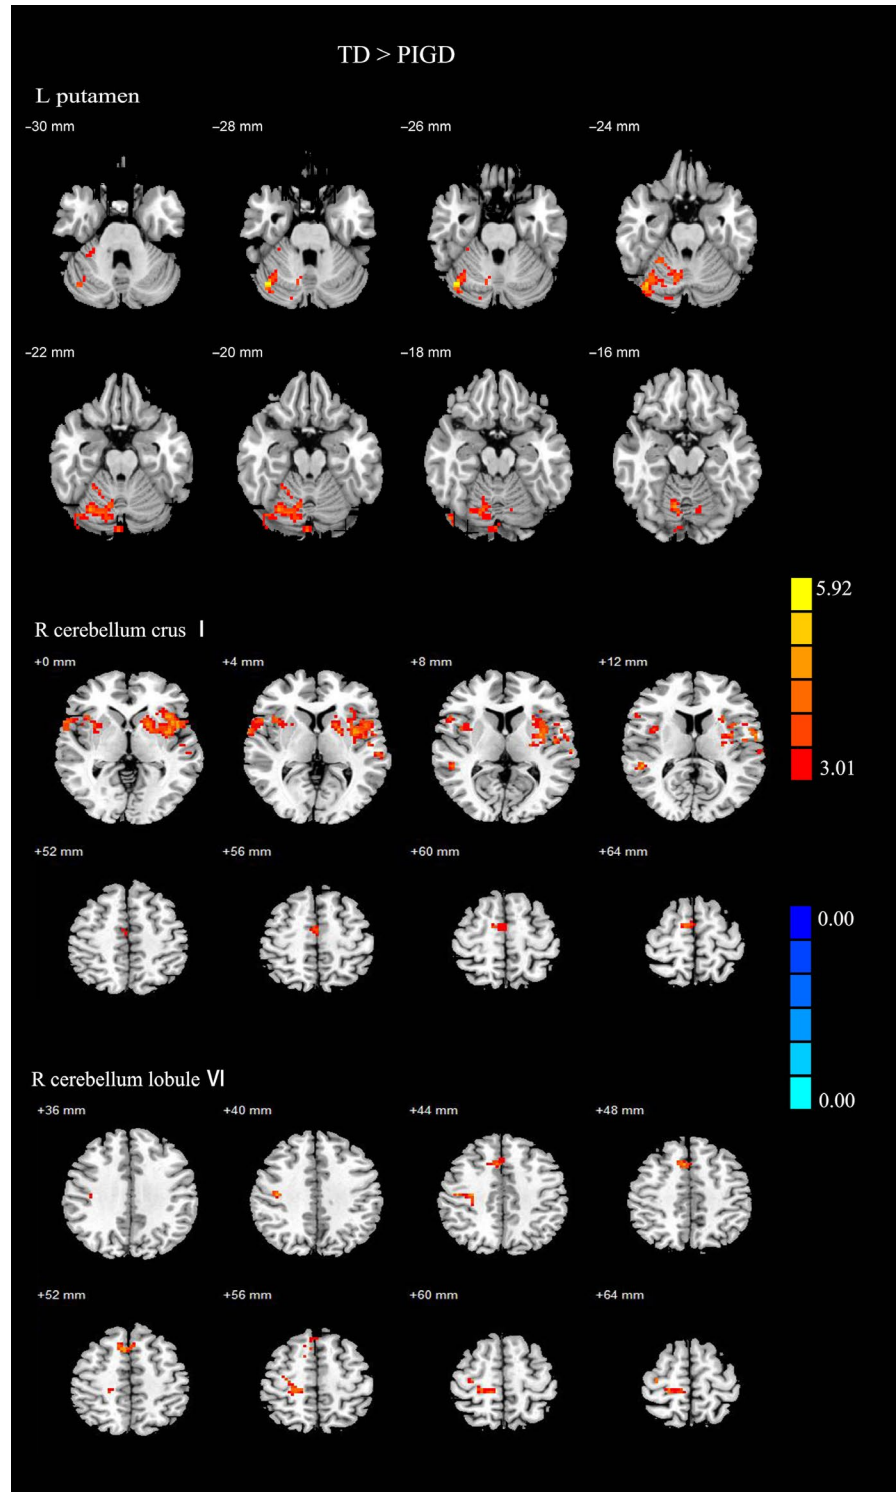 TD > PIGD
L putamen
−30 mm −28 mm −26 mm −24 mm
−22 mm −20 mm −18 mm −16 mm
5.92
R cerebellum crus Ⅰ
+0 mm +4 mm +8 mm +12 mm
3.01
+52 mm +56 mm +60 mm +64 mm
0.00
R cerebellum lobule Ⅵ
0.00
+36 mm +40 mm +44 mm +48 mm
+52 mm +56 mm +60 mm +64 mm